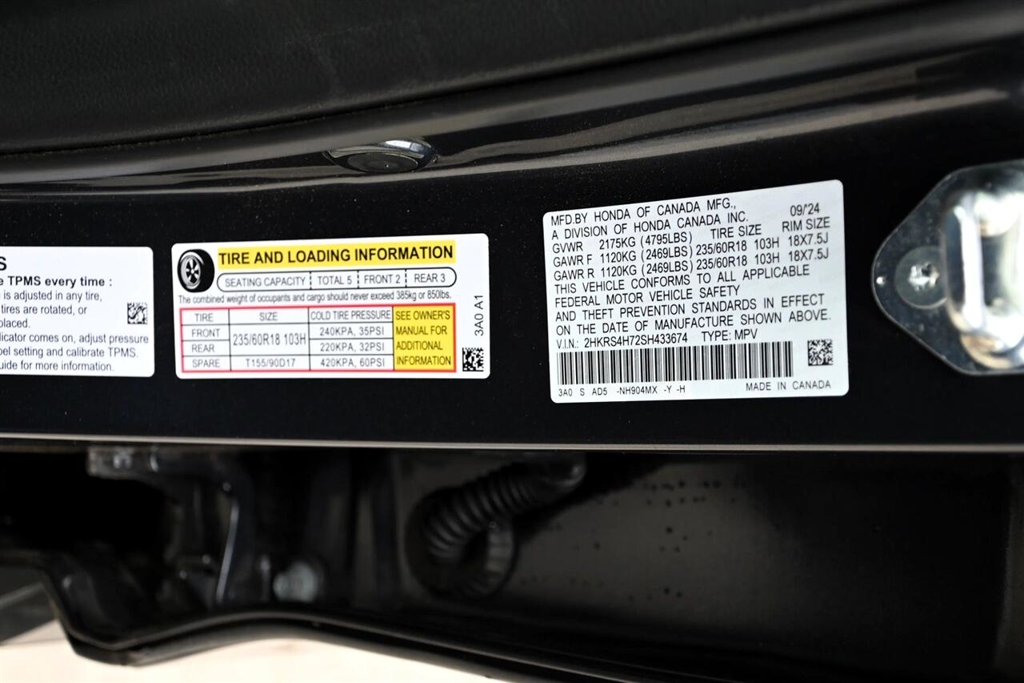 S
e TPMS every time :
e is adjusted in any tire,
tires are rotated, or
placed.
icator comes on, adjust pressure
bel setting and calibrate TPMS.
Guide for more information.
TIRE AND LOADING INFORMATION
SEATING CAPACITY TOTAL 5 FRONT 2 REAR 3
The combined weight of occupants and cargo should never exceed 385kg or 850lbs.
TIRE SIZE COLD TIRE PRESSURE SEE OWNER'S
FRONT 235/60R18 103H 240KPA, 35PSI MANUAL FOR
REAR 220KPA, 32PSI ADDITIONAL
SPARE T155/90D17 420KPA, 60PSI INFORMATION
3A0 A1
MFD.BY HONDA OF CANADA MFG., 09/24
A DIVISION OF HONDA CANADA INC.
GVWR 2175KG (4795LBS) TIRE SIZE RIM SIZE
GAWR F 1120KG (2469LBS) 235/60R18 103H 18X7.5J
GAWR R 1120KG (2469LBS) 235/60R18 103H 18X7.5J
THIS VEHICLE CONFORMS TO ALL APPLICABLE
FEDERAL MOTOR VEHICLE SAFETY
AND THEFT PREVENTION STANDARDS IN EFFECT
ON THE DATE OF MANUFACTURE SHOWN ABOVE.
V.I.N.: 2HKRS4H72SH433674 TYPE: MPV
3A0 S AD5 -NH904MX -Y -H MADE IN CANADA